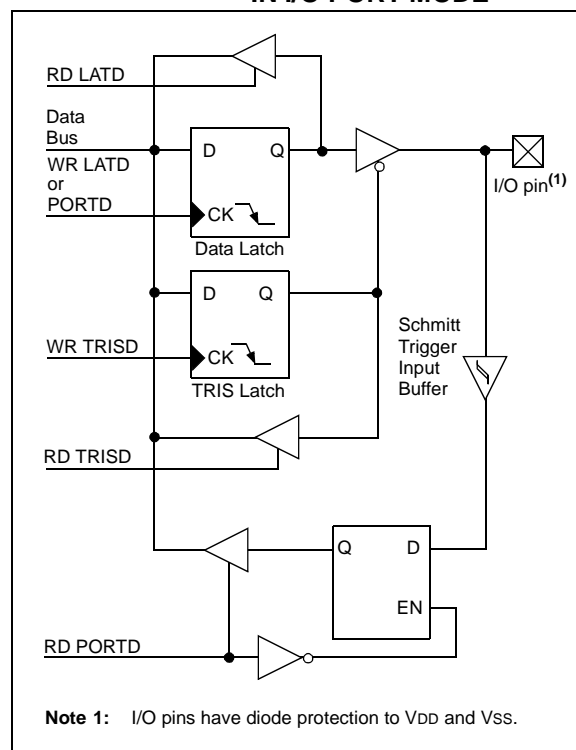 IN I/O PORT MODE
RD LATD
Data
Bus
D Q
WR LATD
or
PORTD
CK
Data Latch
I/O pin(1)
D Q
WR TRISD
CK
TRIS Latch
Schmitt
Trigger
Input
Buffer
RD TRISD
Q D
EN
RD PORTD
Note 1: I/O pins have diode protection to VDD and VSS.